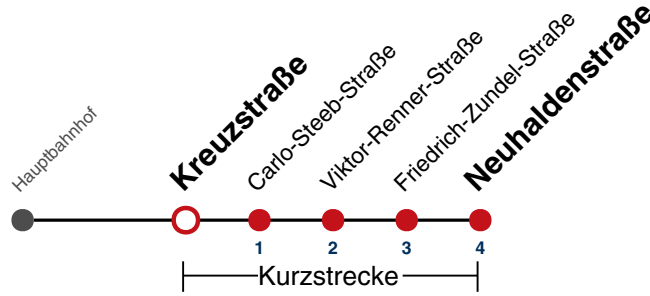 Hauptbahnhof
Kreuzstraße
Carlo-Steeb-Straße
Viktor-Renner-Straße
Friedrich-Zundel-Straße
Neuhaldenstraße
1 2 3 4
Kurzstrecke